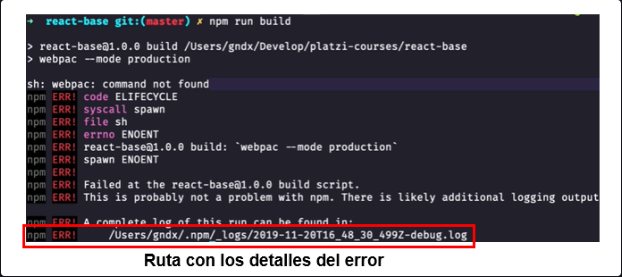 → react-base git:(master) ✗ npm run build
> react-base@1.0.0 build /Users/gndx/Develop/platzi-courses/react-base
> webpac --mode production
sh: webpac: command not found
npm ERR! code ELIFECYCLE
npm ERR! syscall spawn
npm ERR! file sh
npm ERR! errno ENOENT
npm ERR! react-base@1.0.0 build: `webpac --mode production`
npm ERR! spawn ENOENT
npm ERR!
npm ERR! Failed at the react-base@1.0.0 build script.
npm ERR! This is probably not a problem with npm. There is likely additional logging output
npm ERR! A complete log of this run can be found in:
npm ERR! /Users/gndx/.npm/_logs/2019-11-20T16_48_30_499Z-debug.log
Ruta con los detalles del error